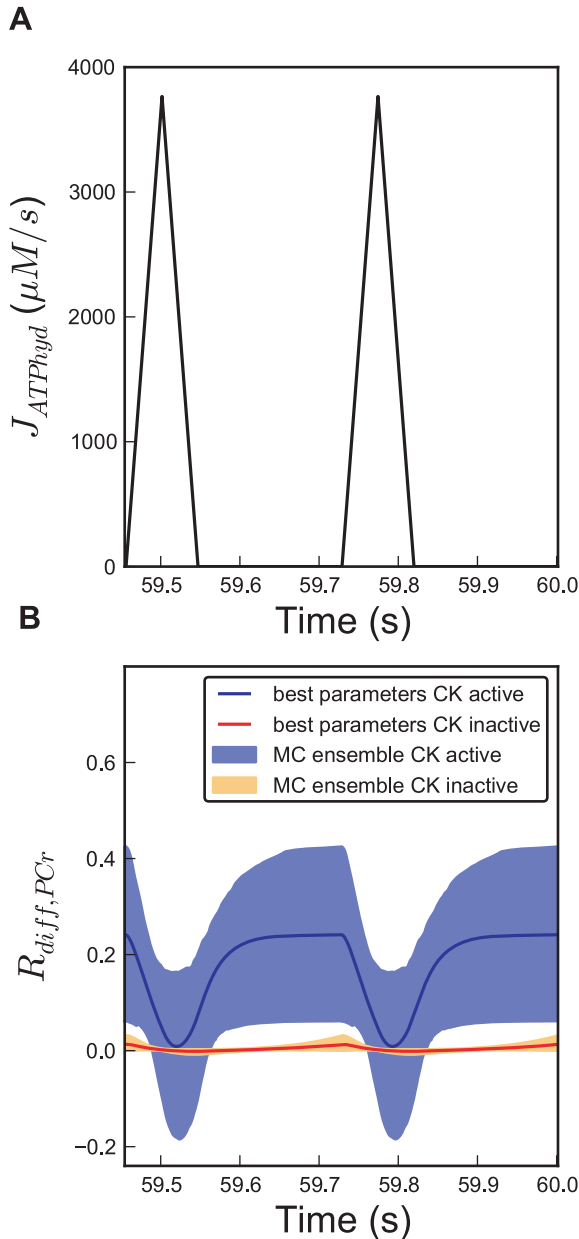 A
4000
3000
2000
1000
0
J_ATPhyd (μM/s)
59.5 59.6 59.7 59.8 59.9 60.0
Time (s)
B
best parameters CK active
best parameters CK inactive
MC ensemble CK active
MC ensemble CK inactive
0.6
0.4
0.2
0.0
−0.2
R_diff,PCr
59.5 59.6 59.7 59.8 59.9 60.0
Time (s)